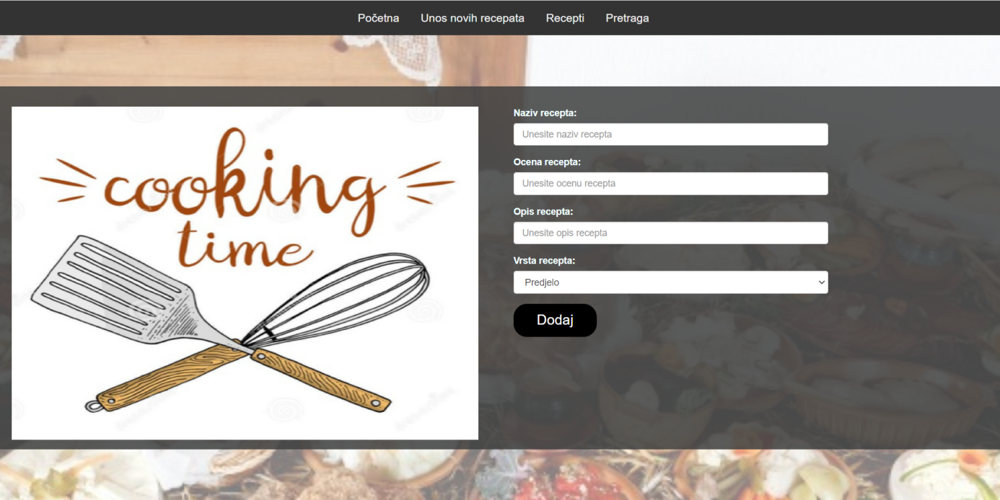 Početna Unos novih recepata Recepti Pretraga
cooking
time
Naziv recepta:
Unesite naziv recepta
Ocena recepta:
Unesite ocenu recepta
Opis recepta:
Unesite opis recepta
Vrsta recepta:
Predjelo
Dodaj